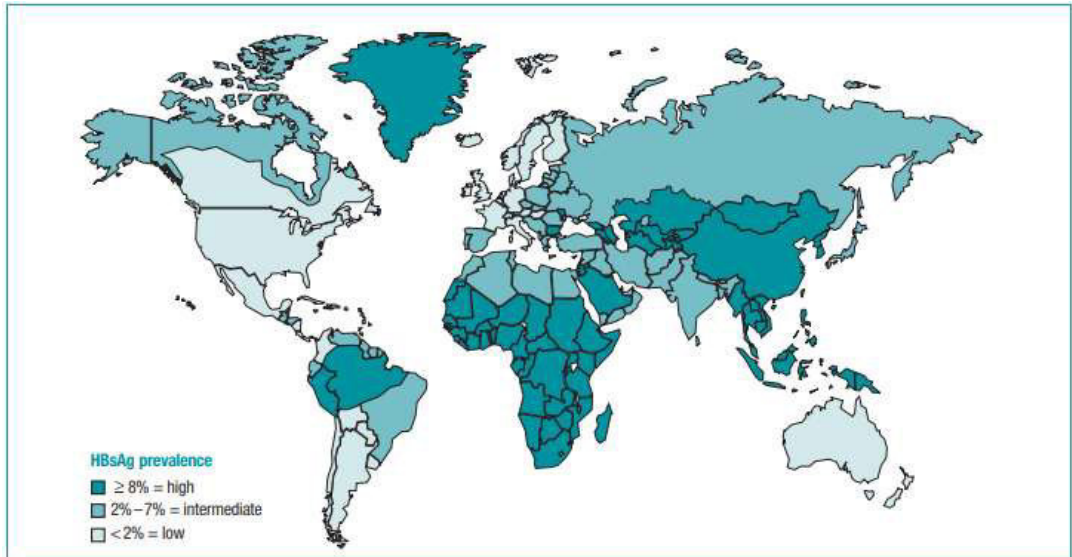 HBsAg prevalence
≥ 8% = high
2%–7% = intermediate
<2% = low